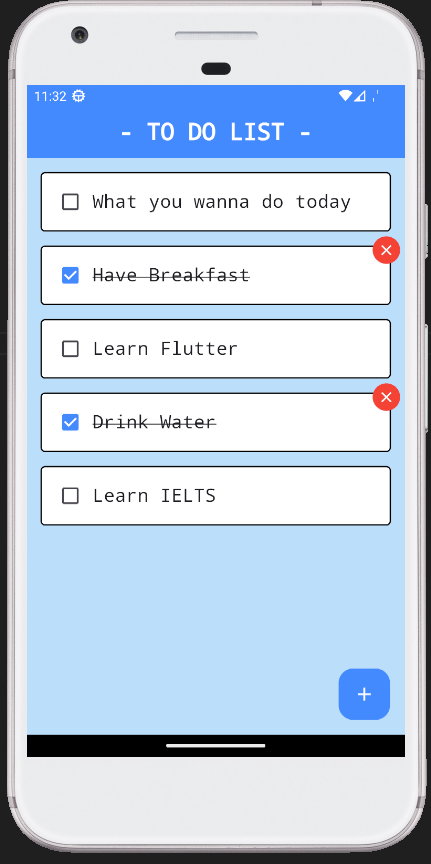 11:32
- TO DO LIST -
What you wanna do today
Have Breakfast
Learn Flutter
Drink Water
Learn IELTS